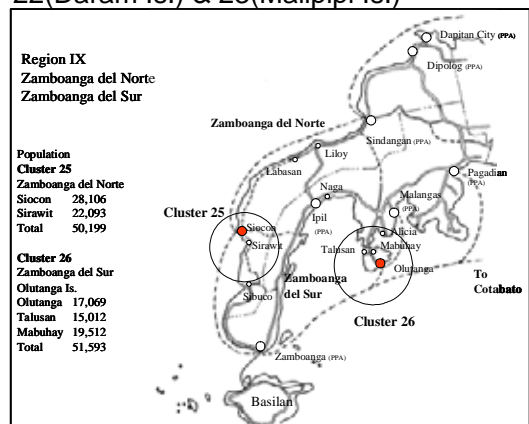 22(Daram Is.) & 23(Maripipi Is.)
Region IX
Zamboanga del Norte
Zamboanga del Sur
Population
Cluster 25
Zamboanga del Norte
Siocon 28,106
Sirawit 22,093
Total 50,199
Cluster 26
Zamboanga del Sur
Olutanga Is.
Olutanga 17,069
Talusan 15,012
Mabuhay 19,512
Total 51,593
Dapitan City (PPA)
Dipolog (PPA)
Zamboanga del Norte
Sindangan (PPA)
Liloy
Labasan
Pagadian
(PPA)
Naga
Malangas
(PPA)
Ipil
(PPA)
Cluster 25
Siocon
Sirawit
Alicia
Talusan
Mabuhay
Olutanga
Zamboanga
del Sur
To
Cotabato
Sibuco
Cluster 26
Zamboanga (PPA)
Basilan